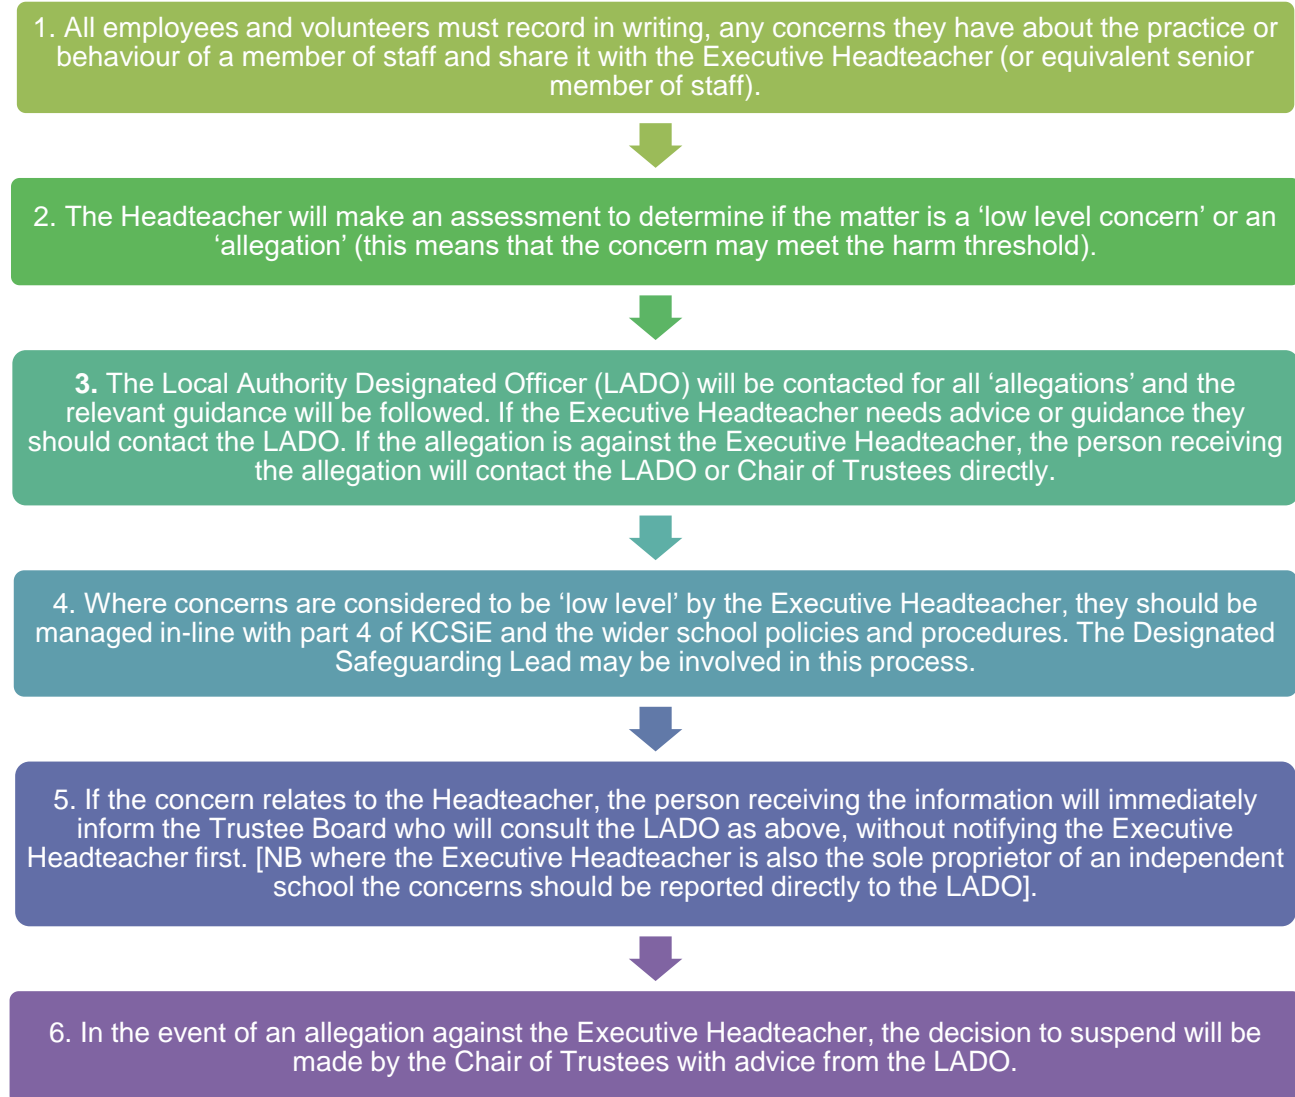 1. All employees and volunteers must record in writing, any concerns they have about the practice or
behaviour of a member of staff and share it with the Executive Headteacher (or equivalent senior
member of staff).
2. The Headteacher will make an assessment to determine if the matter is a ‘low level concern’ or an
‘allegation’ (this means that the concern may meet the harm threshold).
3. The Local Authority Designated Officer (LADO) will be contacted for all ‘allegations’ and the
relevant guidance will be followed. If the Executive Headteacher needs advice or guidance they
should contact the LADO. If the allegation is against the Executive Headteacher, the person receiving
the allegation will contact the LADO or Chair of Trustees directly.
4. Where concerns are considered to be ‘low level’ by the Executive Headteacher, they should be
managed in-line with part 4 of KCSiE and the wider school policies and procedures. The Designated
Safeguarding Lead may be involved in this process.
5. If the concern relates to the Headteacher, the person receiving the information will immediately
inform the Trustee Board who will consult the LADO as above, without notifying the Executive
Headteacher first. [NB where the Executive Headteacher is also the sole proprietor of an independent
school the concerns should be reported directly to the LADO].
6. In the event of an allegation against the Executive Headteacher, the decision to suspend will be
made by the Chair of Trustees with advice from the LADO.